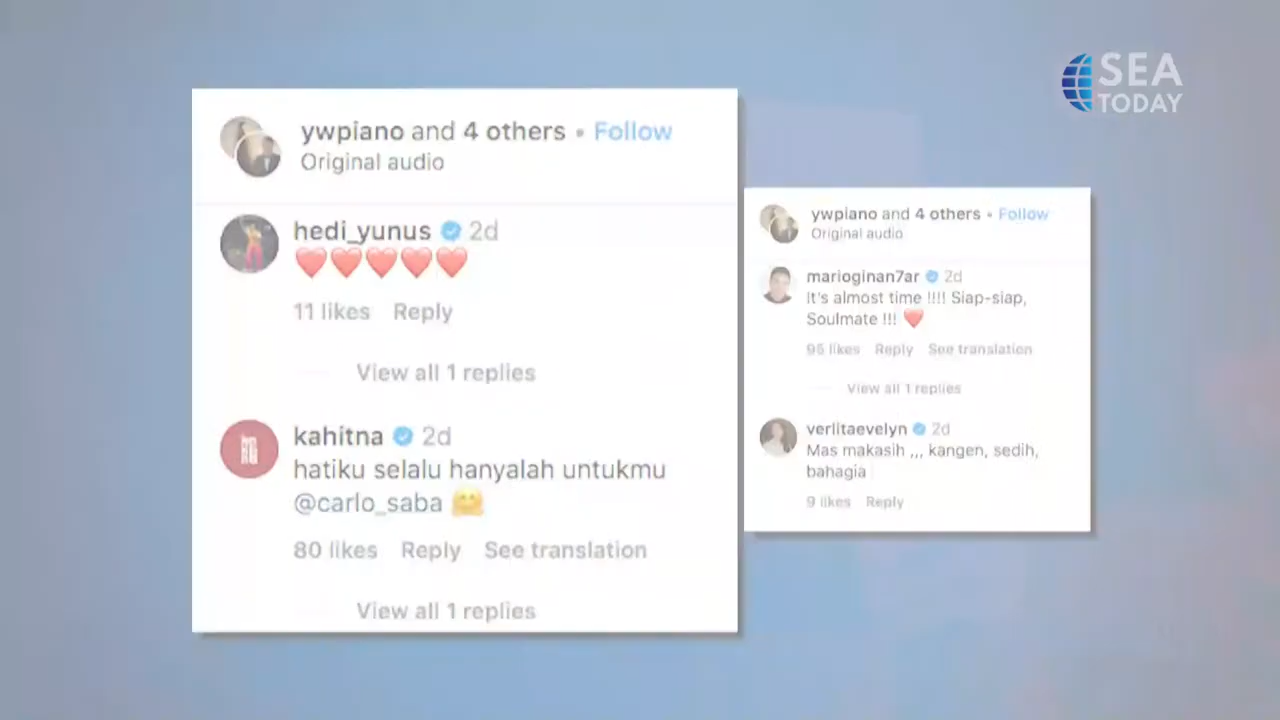 SEA
TODAY
ywpiano and 4 others • Follow
Original audio
hedi_yunus 2d
11 likes Reply
View all 1 replies
kahitna 2d
hatiku selalu hanyalah untukmu
@carlo_saba 🤗
80 likes Reply See translation
View all 1 replies
ywpiano and 4 others • Follow
Original audio
marioginan7ar 2d
It's almost time !!!! Siap-siap,
Soulmate !!! ❤️
95 likes Reply See translation
View all 1 replies
verlitaevelyn 2d
Mas makasih ,,, kangen, sedih,
bahagia
9 likes Reply